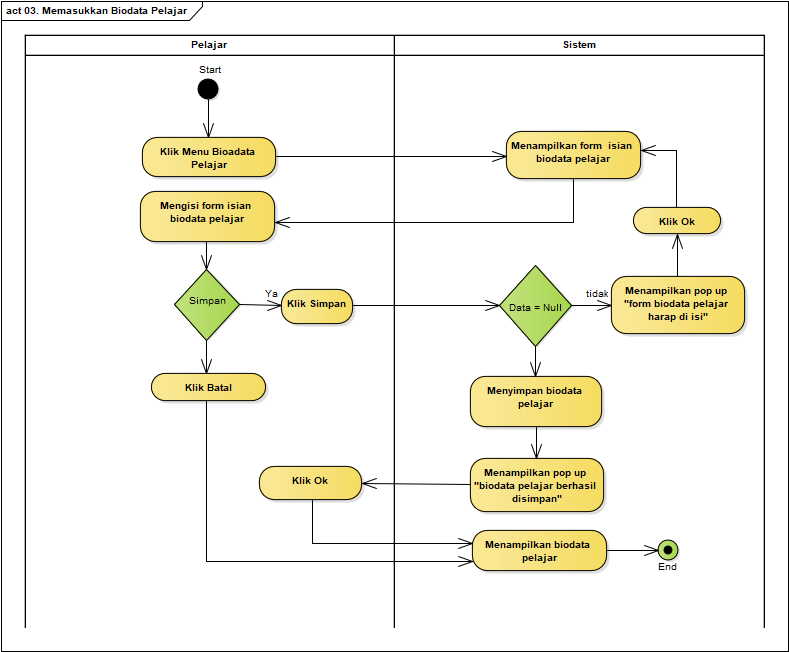 act 03. Memasukkan Biodata Pelajar
Pelajar
Sistem
Start
Klik Menu Bioadata
Pelajar
Menampilkan form isian
biodata pelajar
Mengisi form isian
biodata pelajar
Klik Ok
Simpan
Ya
Klik Simpan
Data = Null
tidak
Menampilkan pop up
"form biodata pelajar
harap di isi"
Klik Batal
Menyimpan biodata
pelajar
Klik Ok
Menampilkan pop up
"biodata pelajar berhasil
disimpan"
Menampilkan biodata
pelajar
End